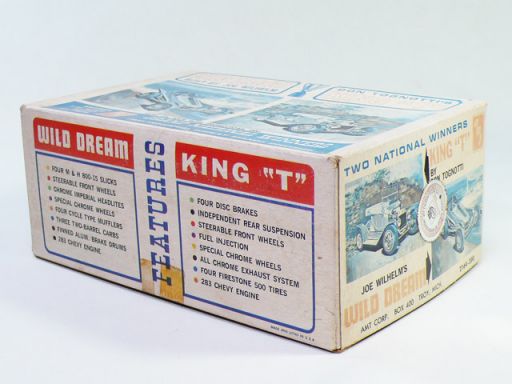 WILD DREAM
FOUR M & H 800-15 SLICKS
STEERABLE FRONT WHEELS
CHROME IMPERIAL HEADLITES
SPECIAL CHROME WHEELS
FOUR CYCLE TYPE MUFFLERS
THREE TWO-BARREL CARBS
FINNED ALUM. BRAKE DRUMS
283 CHEVY ENGINE
FEATURES
KING "T"
FOUR DISC BRAKES
INDEPENDENT REAR SUSPENSION
STEERABLE FRONT WHEELS
FUEL INJECTION
SPECIAL CHROME WHEELS
ALL CHROME EXHAUST SYSTEM
FOUR FIRESTONE 500 TIRES
283 CHEVY ENGINE
TWO NATIONAL WINNERS
KING "T"
BY
DON TOGNOTTI
JOE WILHELM'S
WILD DREAM
AMT CORP. BOX 400 TROY, MICH.